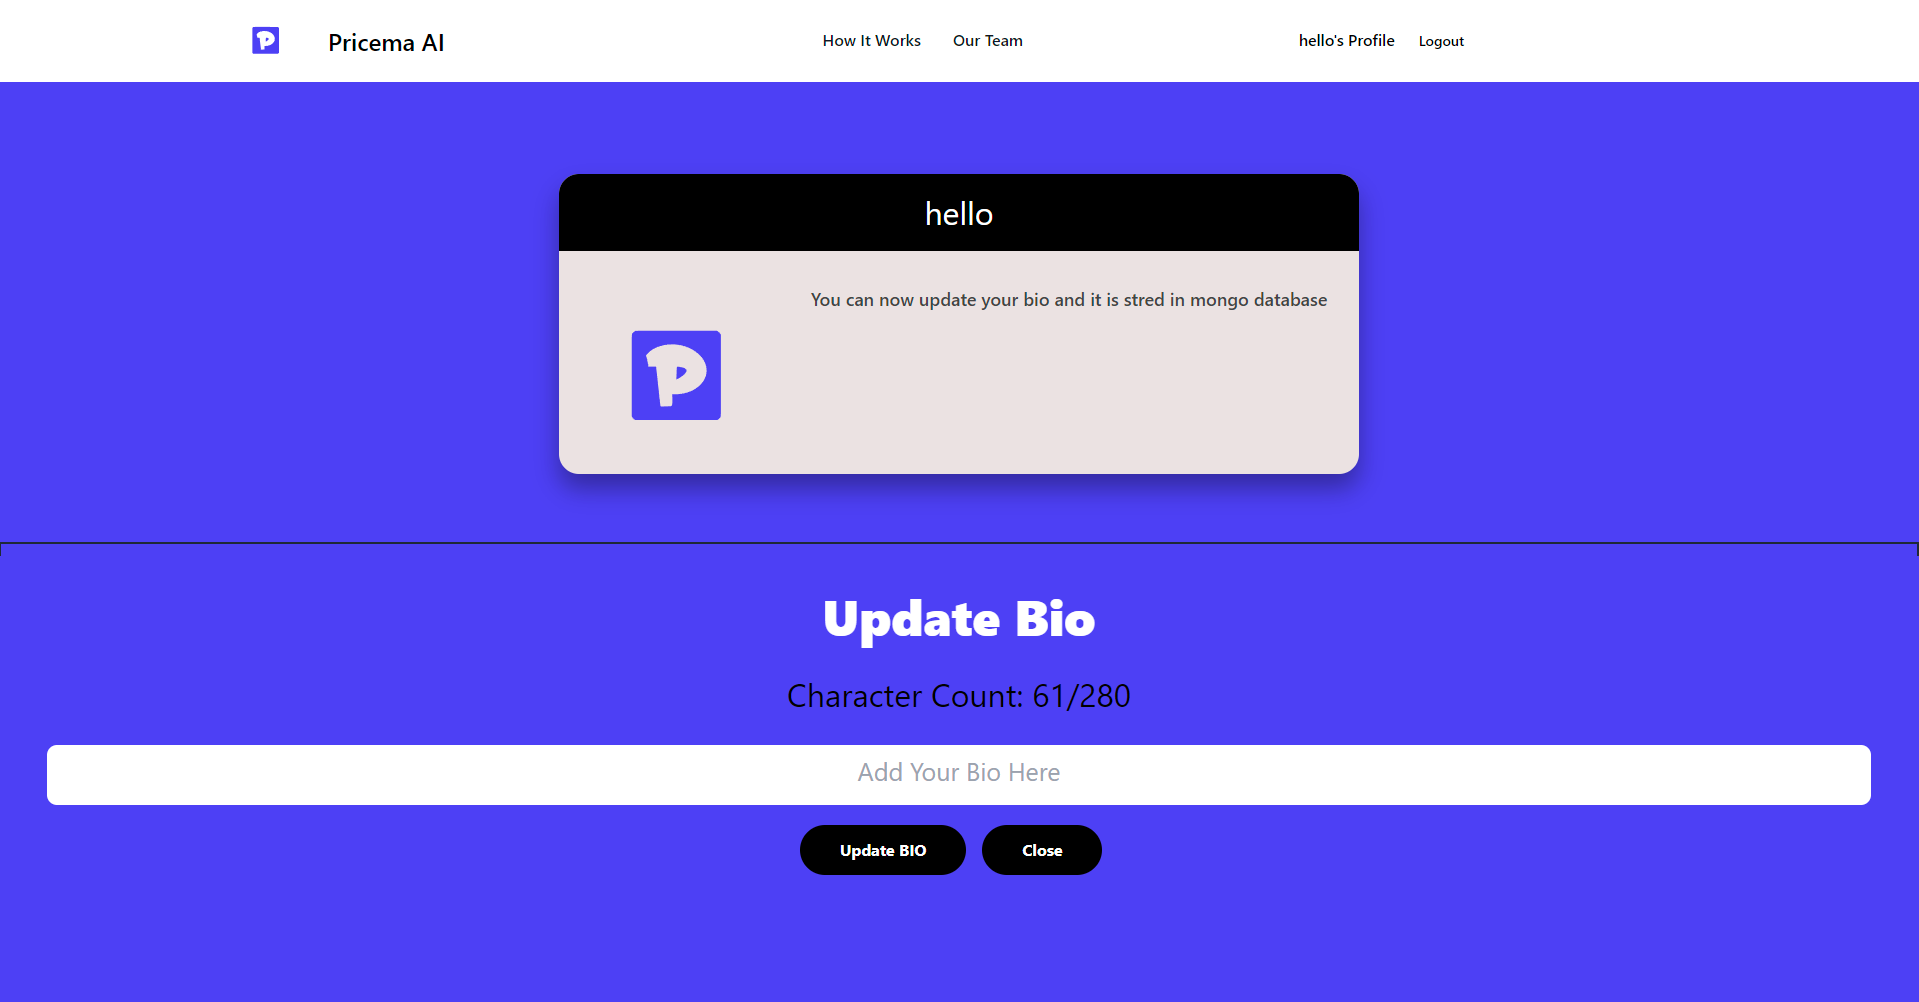 P
Pricema AI
How It Works
Our Team
hello's Profile
Logout
hello
You can now update your bio and it is stred in mongo database
P
Update Bio
Character Count: 61/280
Add Your Bio Here
Update BIO
Close